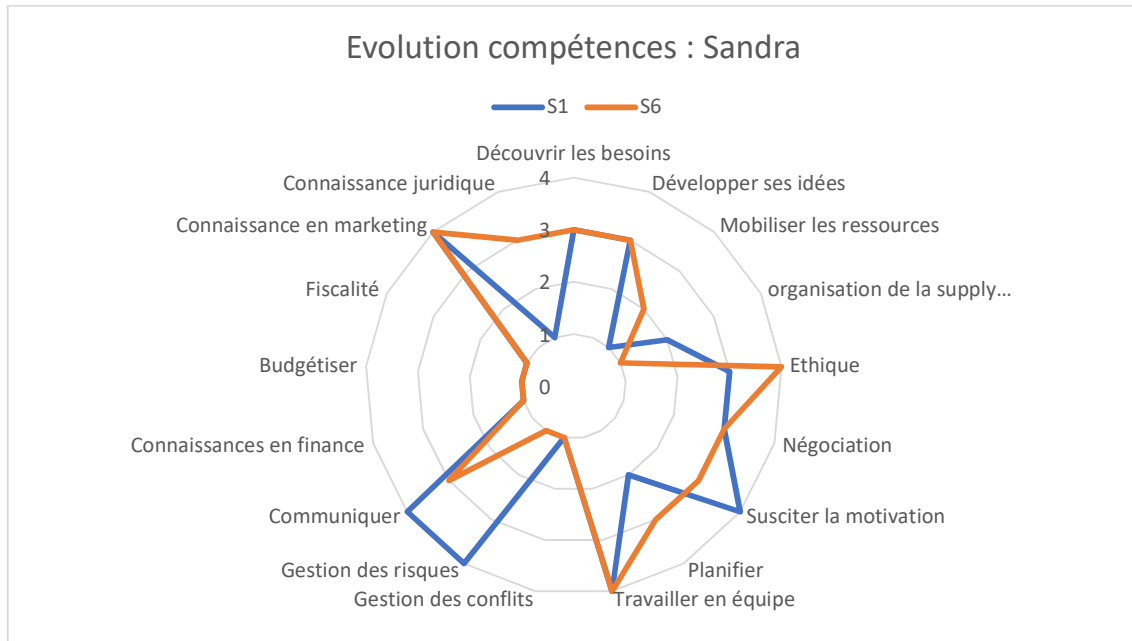 Evolution compétences : Sandra
S1 S6
Découvrir les besoins
Développer ses idées
Mobiliser les ressources
organisation de la supply...
Ethique
Négociation
Susciter la motivation
Planifier
Travailler en équipe
Gestion des conflits
Gestion des risques
Communiquer
Connaissances en finance
Budgétiser
Fiscalité
Connaissance en marketing
Connaissance juridique
4
3
2
1
0